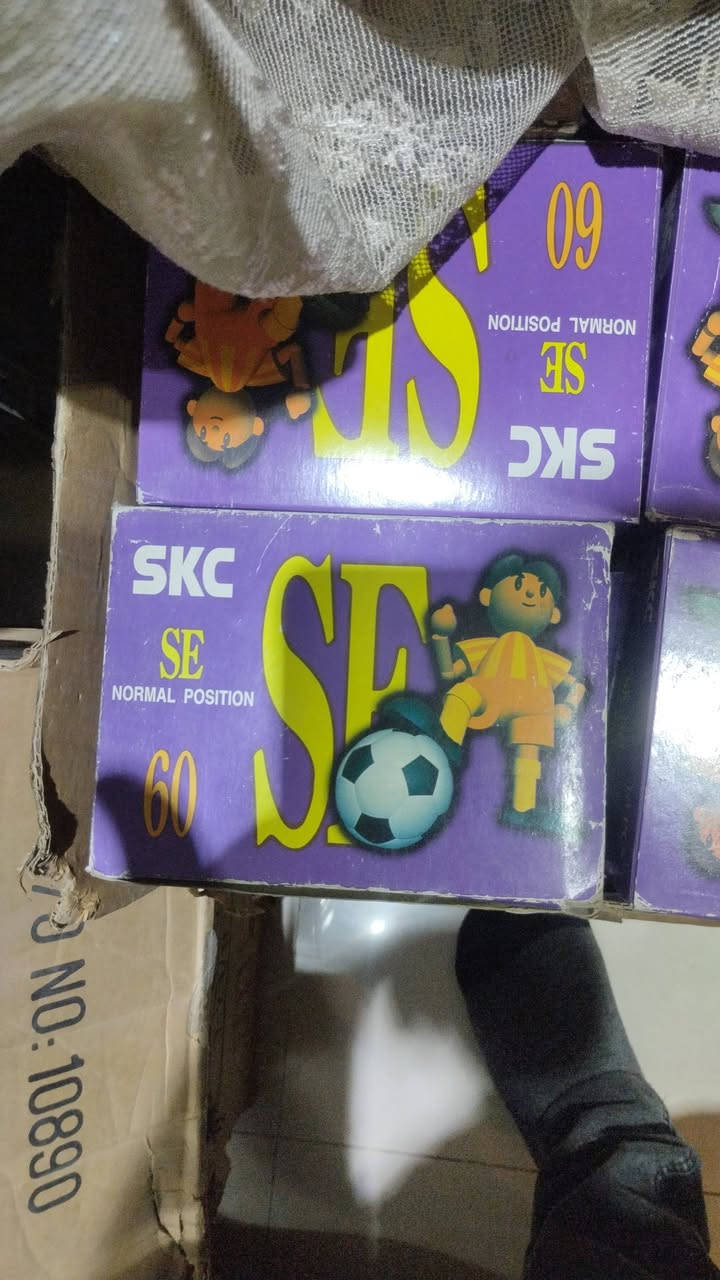 60
NORMAL POSITION
SE
SKC
SE
SKC
SE
NORMAL POSITION
60
SE
NO: 10890